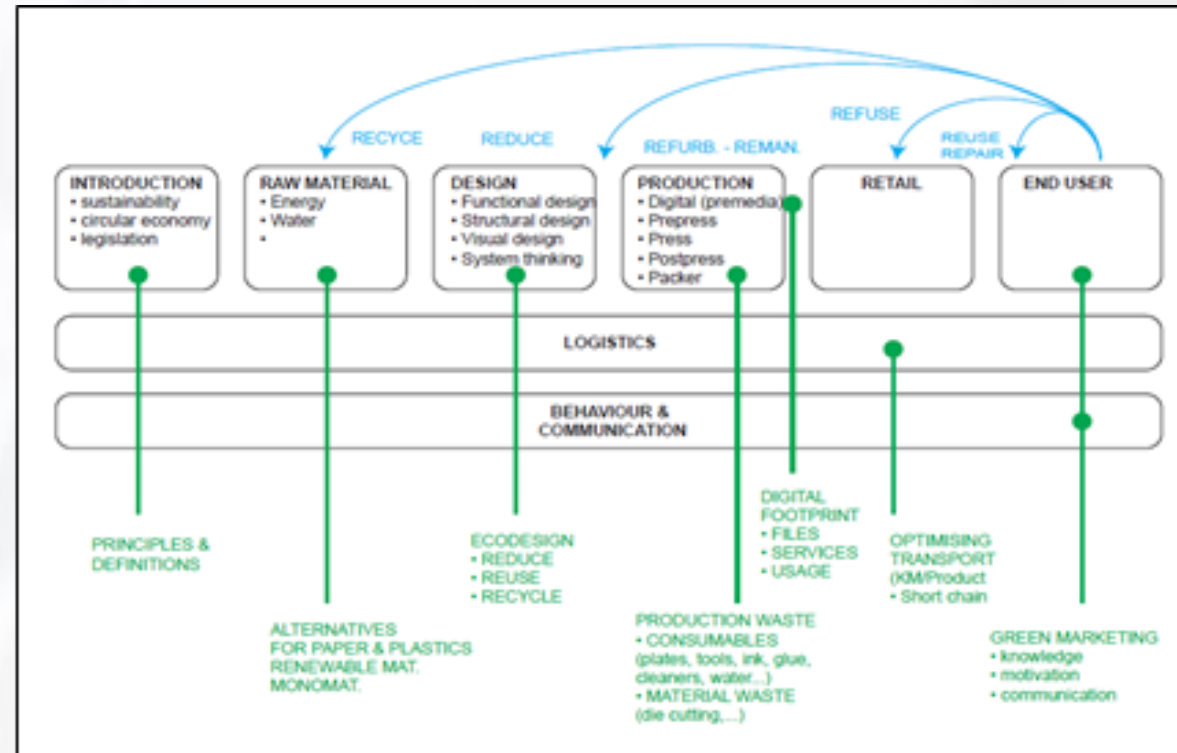 RECYCE
REDUCE
REFURB. - REMAN.
REFUSE
REUSE
REPAIR
INTRODUCTION
• sustainability
• circular economy
• legislation
RAW MATERIAL
• Energy
• Water
•
DESIGN
• Functional design
• Structural design
• Visual design
• System thinking
PRODUCTION
• Digital (premedia)
• Prepress
• Press
• Postpress
• Packer
RETAIL
END USER
LOGISTICS
BEHAVIOUR &
COMMUNICATION
PRINCIPLES &
DEFINITIONS
ALTERNATIVES
FOR PAPER & PLASTICS
RENEWABLE MAT.
MONOMAT.
ECODESIGN
• REDUCE
• REUSE
• RECYCLE
PRODUCTION WASTE
• CONSUMABLES
(plates, tools, ink, glue,
cleaners, water...)
• MATERIAL WASTE
(die cutting,...)
DIGITAL
FOOTPRINT
• FILES
• SERVICES
• USAGE
OPTIMISING
TRANSPORT
(KM/Product
• Short chain
GREEN MARKETING
• knowledge
• motivation
• communication